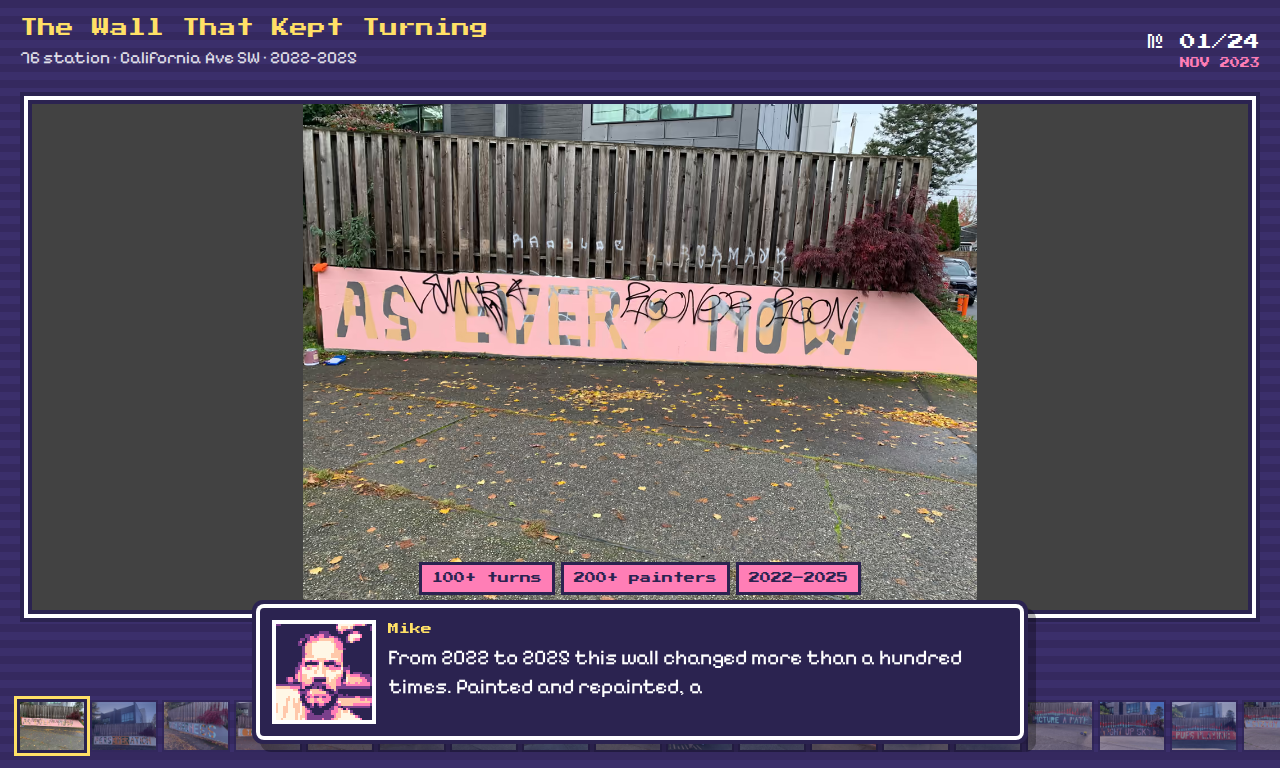 The Wall That Kept Turning
76 station · California Ave SW · 2022-2025
№ 01/24
NOV 2023
AS EVER, NOW
100+ turns
200+ painters
2022–2025
Mike
From 2022 to 2025 this wall changed more than a hundred
times. Painted and repainted, a